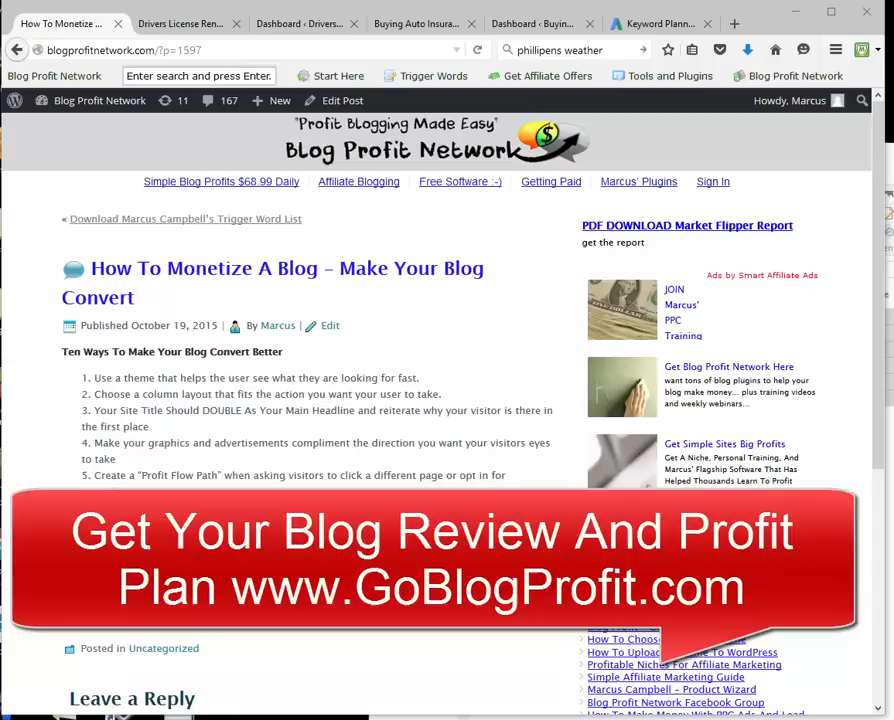 How To Monetize ...
Drivers License Ren...
Dashboard ‹ Drivers...
Buying Auto Insura...
Dashboard ‹ Buyin...
Keyword Plann...
blogprofitnetwork.com/?p=1597
phillipens weather
Blog Profit Network
Enter search and press Enter.
Start Here
Trigger Words
Get Affiliate Offers
Tools and Plugins
Blog Profit Network
Blog Profit Network
11
167
New
Edit Post
Howdy, Marcus
"Profit Blogging Made Easy"
Blog Profit Network
Simple Blog Profits $68.99 Daily
Affiliate Blogging
Free Software :-)
Getting Paid
Marcus' Plugins
Sign In
« Download Marcus Campbell's Trigger Word List
How To Monetize A Blog – Make Your Blog
Convert
Published October 19, 2015
By Marcus
Edit
Ten Ways To Make Your Blog Convert Better
1. Use a theme that helps the user see what they are looking for fast.
2. Choose a column layout that fits the action you want your user to take.
3. Your Site Title Should DOUBLE As Your Main Headline and reiterate why your visitor is there in
the first place
4. Make your graphics and advertisements compliment the direction you want your visitors eyes
to take
5. Create a "Profit Flow Path" when asking visitors to click a different page or opt in for
PDF DOWNLOAD Market Flipper Report
get the report
Ads by Smart Affiliate Ads
JOIN
Marcus'
PPC
Training
Get Blog Profit Network Here
want tons of blog plugins to help your
blog make money... plus training videos
and weekly webinars...
Get Simple Sites Big Profits
Get A Niche, Personal Training, And
Marcus' Flagship Software That Has
Helped Thousands Learn To Profit
Get Your Blog Review And Profit
Plan www.GoBlogProfit.com
How To Choos
How To Uploa
me To WordPress
Profitable Niches For Affiliate Marketing
Simple Affiliate Marketing Guide
Marcus Campbell – Product Wizard
Blog Profit Network Facebook Group
How To Make Money With PPC Ads And Lead
Posted in Uncategorized
Leave a Reply